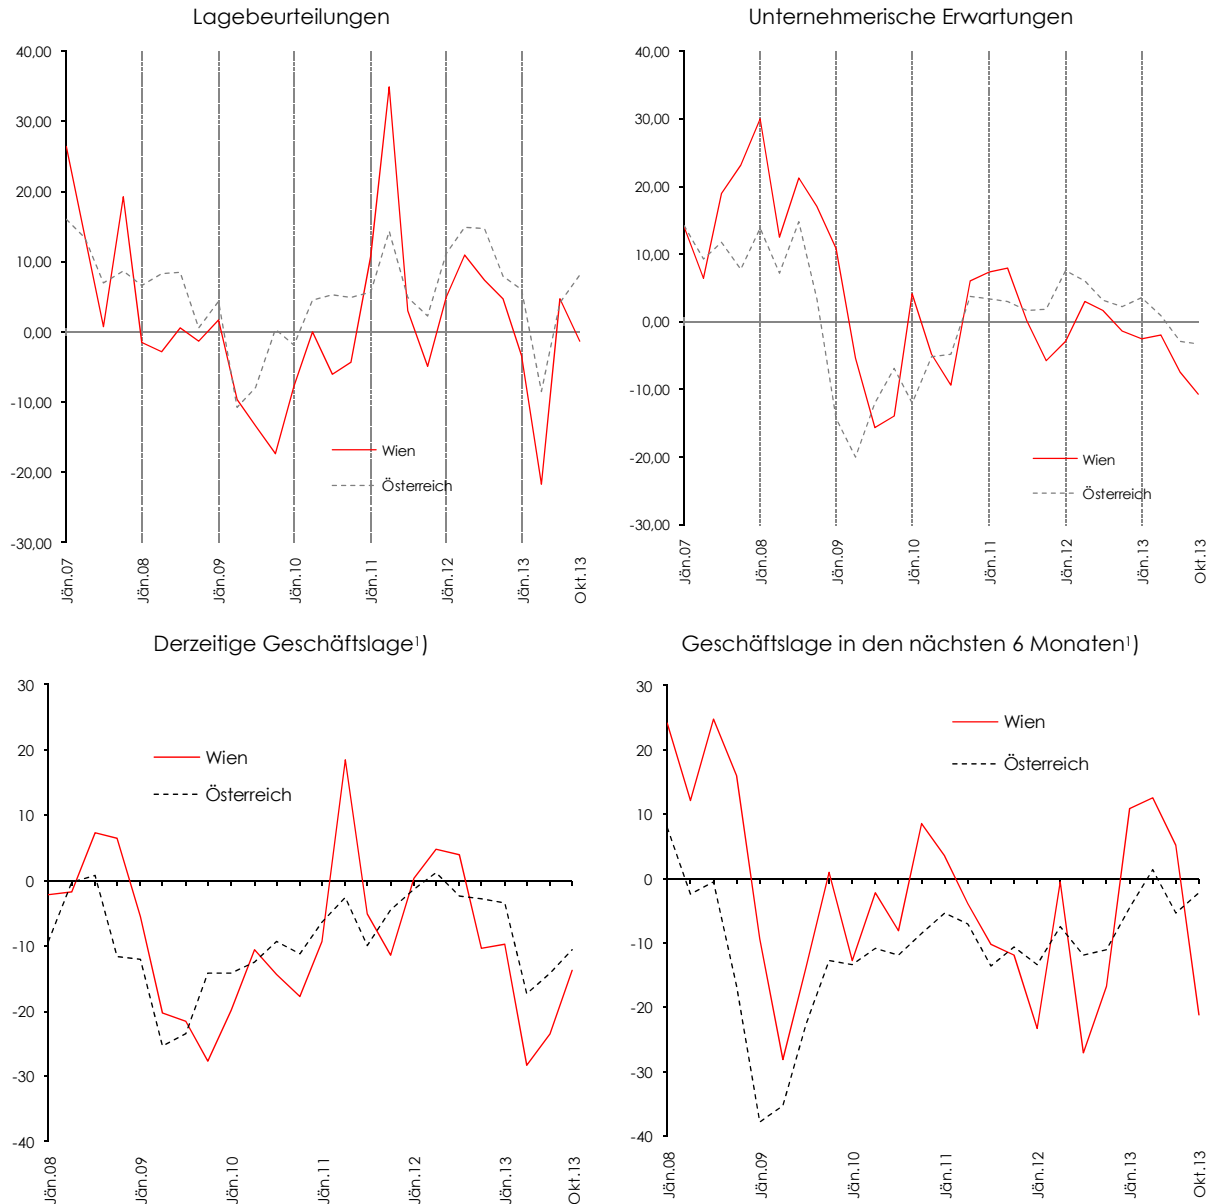 Lagebeurteilungen
40,00
30,00
20,00
10,00
0,00
-10,00
-20,00
-30,00
Wien
Österreich
Jän.07
Jän.08
Jän.09
Jän.10
Jän.11
Jän.12
Jän.13
Okt.13
Unternehmerische Erwartungen
40,00
30,00
20,00
10,00
0,00
-10,00
-20,00
-30,00
Wien
Österreich
Jän.07
Jän.08
Jän.09
Jän.10
Jän.11
Jän.12
Jän.13
Okt.13
Derzeitige Geschäftslage¹)
30
20
10
0
-10
-20
-30
-40
Wien
Österreich
Jän.08
Jän.09
Jän.10
Jän.11
Jän.12
Jän.13
Okt.13
Geschäftslage in den nächsten 6 Monaten¹)
30
20
10
0
-10
-20
-30
-40
Wien
Österreich
Jän.08
Jän.09
Jän.10
Jän.11
Jän.12
Jän.13
Okt.13